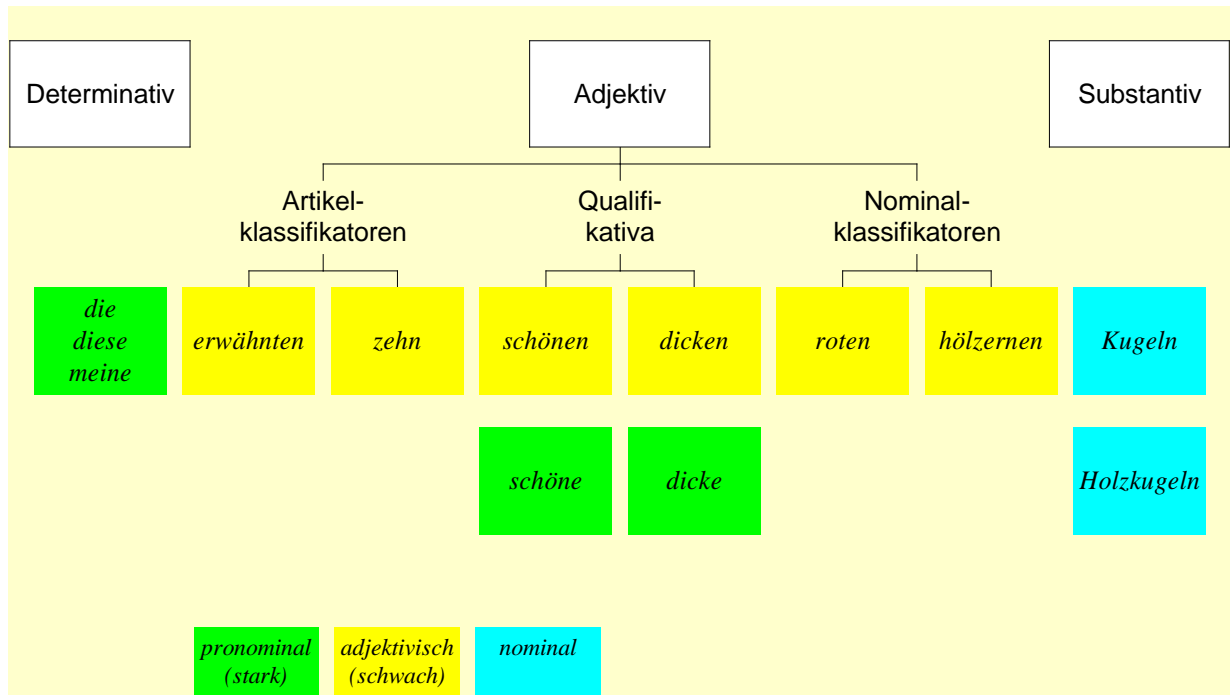 Determinativ Adjektiv Substantiv
Artikel-
klassifikatoren
Qualifi-
kativa
Nominal-
klassifikatoren
die
diese
meine
erwähnten zehn schönen dicken roten hölzernen Kugeln
schöne dicke Holzkugeln
pronominal
(stark)
adjektivisch
(schwach)
nominal